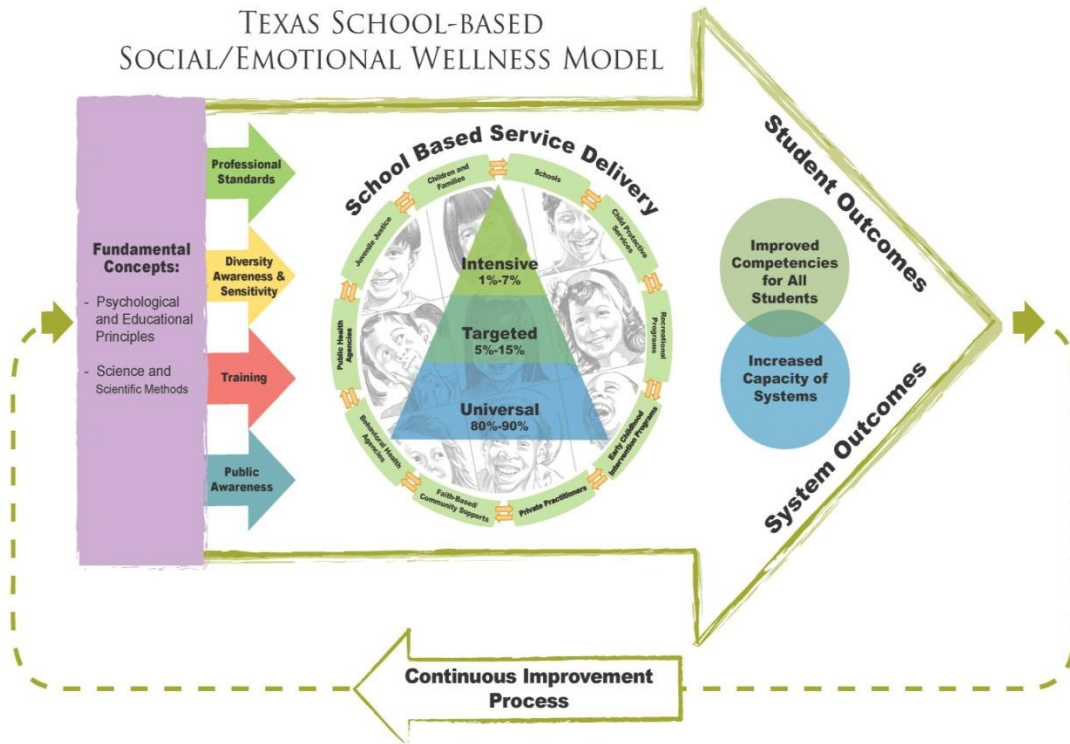 TEXAS SCHOOL-BASED
SOCIAL/EMOTIONAL WELLNESS MODEL
Fundamental
Concepts:
- Psychological
and Educational
Principles
- Science and
Scientific Methods
Professional
Standards
Diversity
Awareness &
Sensitivity
Training
Public
Awareness
School Based Service Delivery
Children and
Families
Schools
Child Protective
Services
Recreational
Programs
Early Childhood
Intervention Programs
Private Practitioners
Faith-Based/
Community Supports
Behavioral Health
Agencies
Public Health
Agencies
Juvenile Justice
Intensive
1%-7%
Targeted
5%-15%
Universal
80%-90%
Student Outcomes
Improved
Competencies
for All
Students
Increased
Capacity of
Systems
System Outcomes
Continuous Improvement
Process